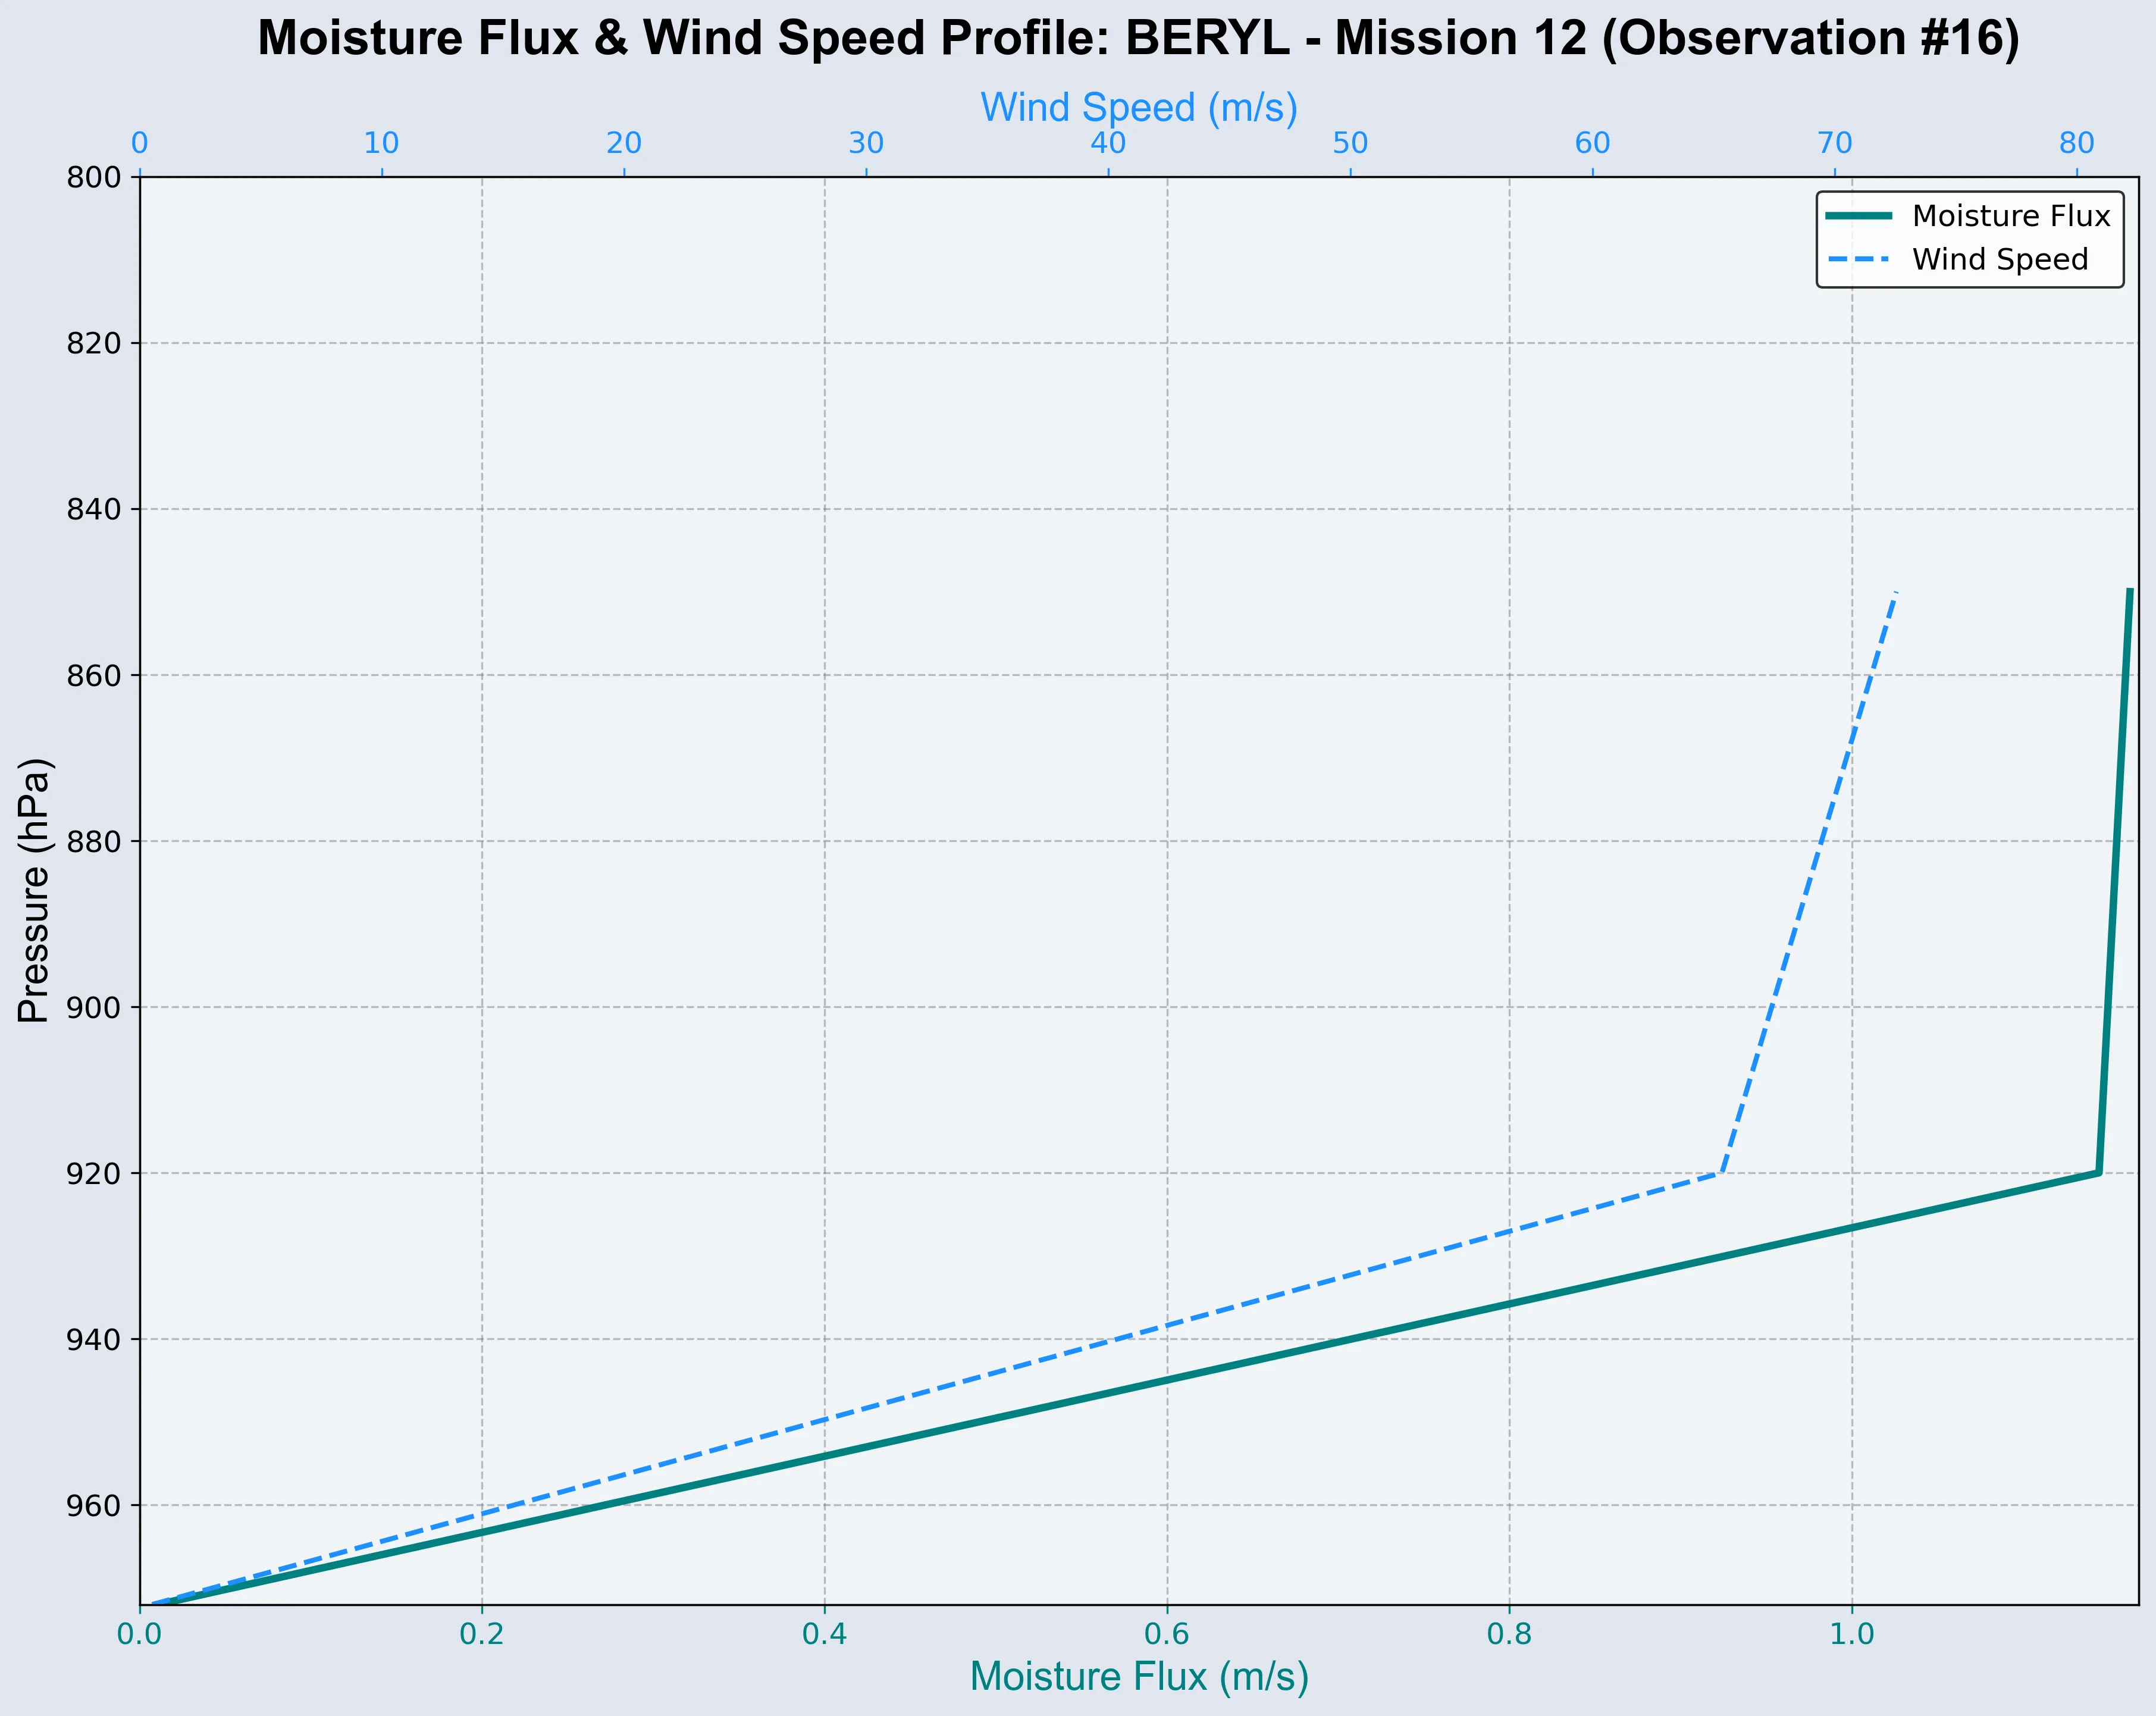 Moisture Flux & Wind Speed Profile: BERYL - Mission 12 (Observation #16)
Wind Speed (m/s)
0 10 20 30 40 50 60 70 80
800
820
840
860
880
900
920
940
960
Pressure (hPa)
Moisture Flux
Wind Speed
0.0 0.2 0.4 0.6 0.8 1.0
Moisture Flux (m/s)